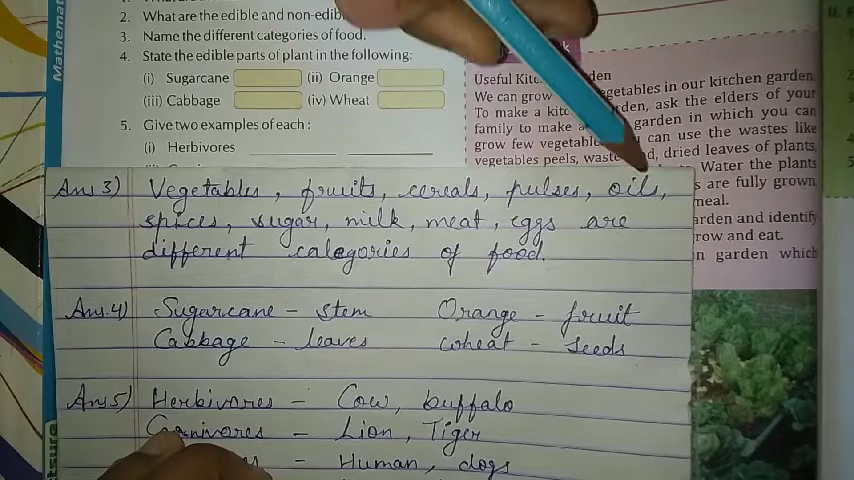 Mathemat
2. What are the edible and non-edib
3. Name the different categories of food.
4. State the edible parts of plant in the following:
(i) Sugarcane (ii) Orange
(iii) Cabbage (iv) Wheat
5. Give two examples of each:
(i) Herbivores
Useful Kitc den
We can grow vegetables in our kitchen garden.
To make a kitc rden, ask the elders of your
family to make a garden in which you can
grow few vegetabl can use the wastes like
vegetables peels, waste d, dried leaves of plants,
Water the plants
s are fully grown,
meal.
arden and identify
row and eat.
n garden which
Ans 3) Vegetables, fruits, cereals, pulses, oils,
spices, sugar, milk, meat, eggs are
different categories of food.
Ans.4) Sugarcane - stem Orange - fruit
Cabbage - leaves wheat - seeds
Ans5) Herbivores - Cow, buffalo
Carnivores - Lion, Tiger
- Human, dogs